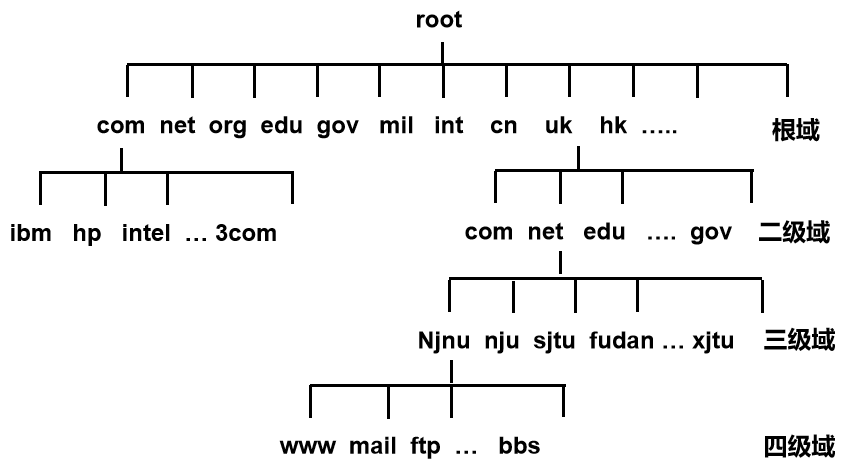 root
com net org edu gov mil int cn uk hk ..... 根域
ibm hp intel ... 3com
com net edu .... gov 二级域
Njnu nju sjtu fudan ... xjtu 三级域
www mail ftp ... bbs 四级域